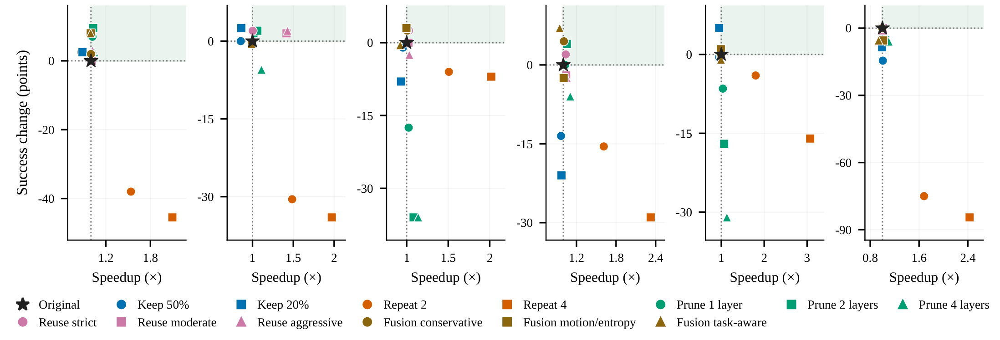 Success change (points)
0
-20
-40
1.2 1.8
Speedup (×)
0
-15
-30
1 1.5 2
Speedup (×)
0
-15
-30
1 1.5 2
Speedup (×)
0
-15
-30
1.2 1.8 2.4
Speedup (×)
0
-15
-30
1 2 3
Speedup (×)
0
-30
-60
-90
0.8 1.6 2.4
Speedup (×)
Original Keep 50% Keep 20% Repeat 2 Repeat 4 Prune 1 layer Prune 2 layers Prune 4 layers
Reuse strict Reuse moderate Reuse aggressive Fusion conservative Fusion motion/entropy Fusion task-aware